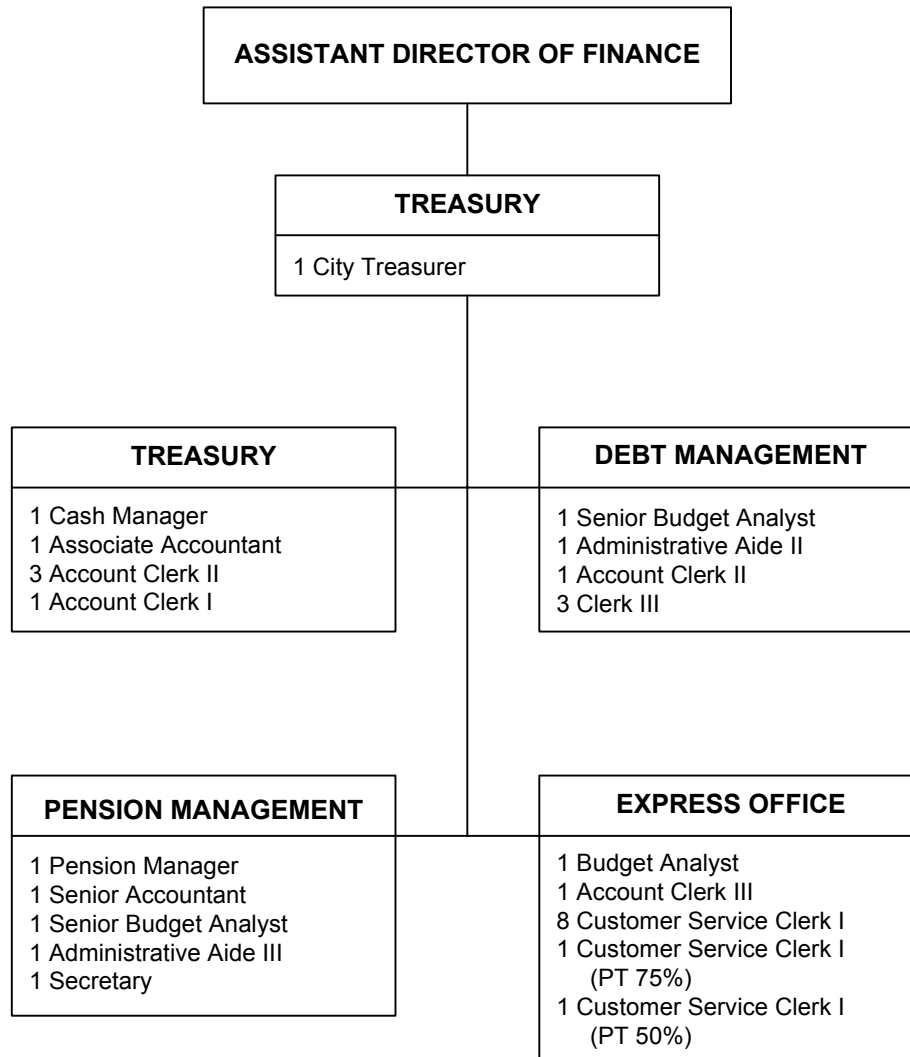 ASSISTANT DIRECTOR OF FINANCE
TREASURY
1 City Treasurer
TREASURY
1 Cash Manager
1 Associate Accountant
3 Account Clerk II
1 Account Clerk I
DEBT MANAGEMENT
1 Senior Budget Analyst
1 Administrative Aide II
1 Account Clerk II
3 Clerk III
PENSION MANAGEMENT
1 Pension Manager
1 Senior Accountant
1 Senior Budget Analyst
1 Administrative Aide III
1 Secretary
EXPRESS OFFICE
1 Budget Analyst
1 Account Clerk III
8 Customer Service Clerk I
1 Customer Service Clerk I
(PT 75%)
1 Customer Service Clerk I
(PT 50%)